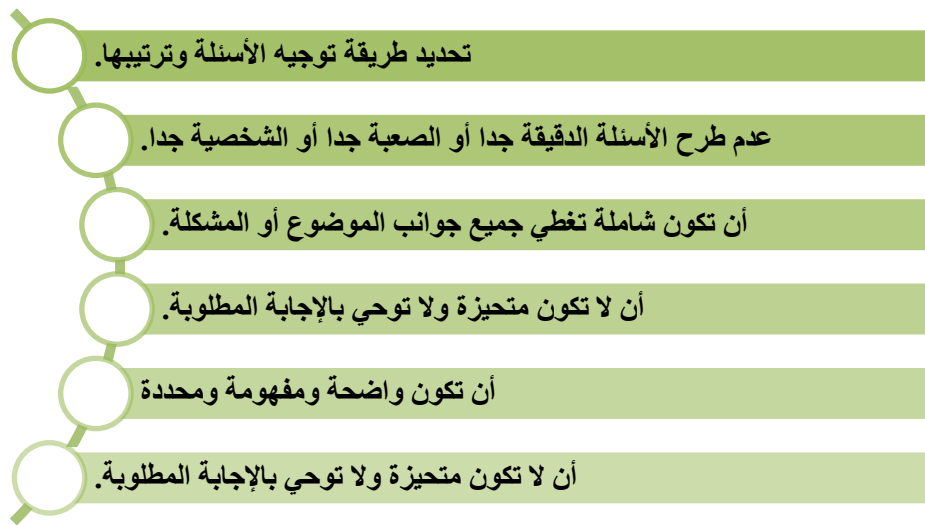 تحديد طريقة توجيه الأسئلة وترتيبها.
عدم طرح الأسئلة الدقيقة جدا أو الصعبة جدا أو الشخصية جدا.
أن تكون شاملة تغطي جميع جوانب الموضوع أو المشكلة.
أن لا تكون متحيزة ولا توحي بالإجابة المطلوبة.
أن تكون واضحة ومفهومة ومحددة
أن لا تكون متحيزة ولا توحي بالإجابة المطلوبة.